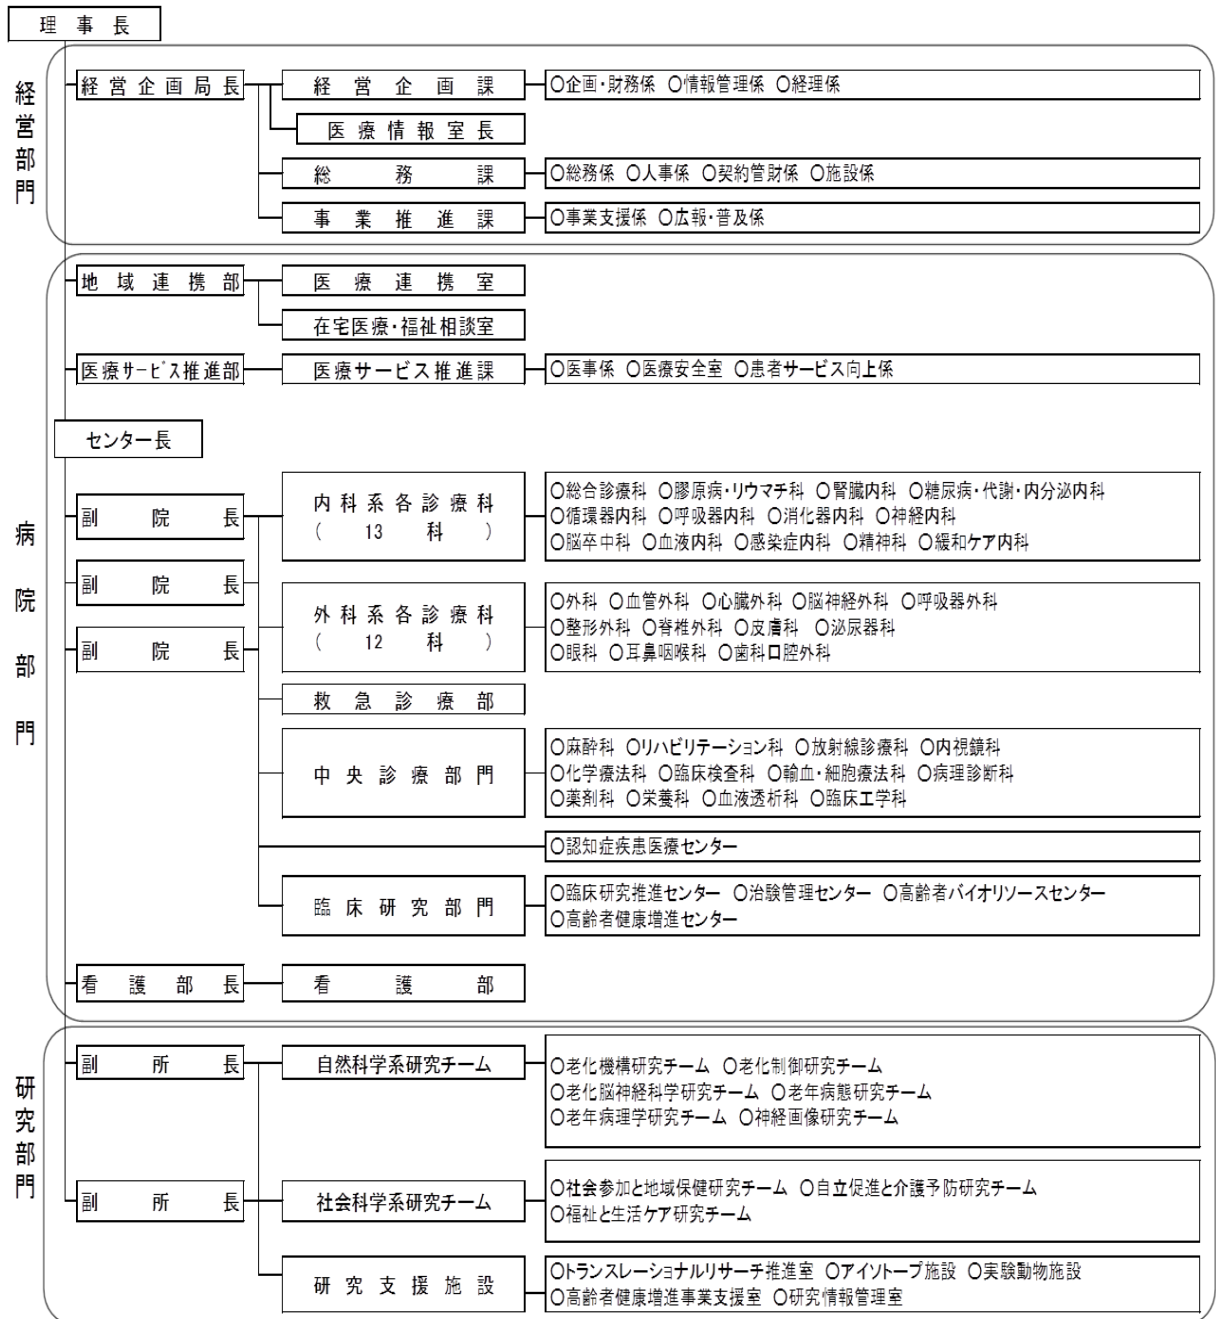 理事長
経営部門
経営企画局長
経営企画課
○企画・財務係 ○情報管理係 ○経理係
医療情報室長
総務課
○総務係 ○人事係 ○契約管財係 ○施設係
事業推進課
○事業支援係 ○広報・普及係
病院部門
地域連携部
医療連携室
在宅医療・福祉相談室
医療サービス推進部
医療サービス推進課
○医事係 ○医療安全室 ○患者サービス向上係
センター長
副院長
内科系各診療科
(13科)
○総合診療科 ○膠原病・リウマチ科 ○腎臓内科 ○糖尿病・代謝・内分泌内科
○循環器内科 ○呼吸器内科 ○消化器内科 ○神経内科
○脳卒中科 ○血液内科 ○感染症内科 ○精神科 ○緩和ケア内科
副院長
外科系各診療科
(12科)
○外科 ○血管外科 ○心臓外科 ○脳神経外科 ○呼吸器外科
○整形外科 ○脊椎外科 ○皮膚科 ○泌尿器科
○眼科 ○耳鼻咽喉科 ○歯科口腔外科
副院長
救急診療部
中央診療部門
○麻酔科 ○リハビリテーション科 ○放射線診療科 ○内視鏡科
○化学療法科 ○臨床検査科 ○輸血・細胞療法科 ○病理診断科
○薬剤科 ○栄養科 ○血液透析科 ○臨床工学科
○認知症疾患医療センター
臨床研究部門
○臨床研究推進センター ○治験管理センター ○高齢者バイオリソースセンター
○高齢者健康増進センター
看護部長
看護部
研究部門
副所長
自然科学系研究チーム
○老化機構研究チーム ○老化制御研究チーム
○老化脳神経科学研究チーム ○老年病態研究チーム
○老年病理学研究チーム ○神経画像研究チーム
副所長
社会科学系研究チーム
○社会参加と地域保健研究チーム ○自立促進と介護予防研究チーム
○福祉と生活ケア研究チーム
研究支援施設
○トランスレーショナルリサーチ推進室 ○アイソトープ施設 ○実験動物施設
○高齢者健康増進事業支援室 ○研究情報管理室